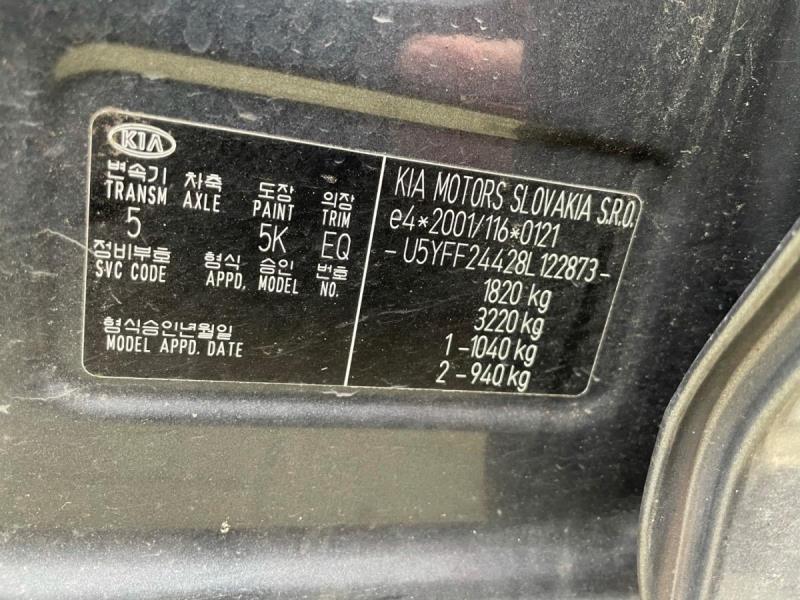 KIA
변속기 차축 도장 의장
TRANSM AXLE PAINT TRIM
5 5K EQ
정비부호 형식 승인 번호
SVC CODE APPD, MODEL NO.
형식승인년월일
MODEL APPD. DATE
KIA MOTORS SLOVAKIA S.R.O.
e4*2001/116*0121
-U5YFF24428L122873-
1820 kg
3220 kg
1-1040 kg
2-940 kg